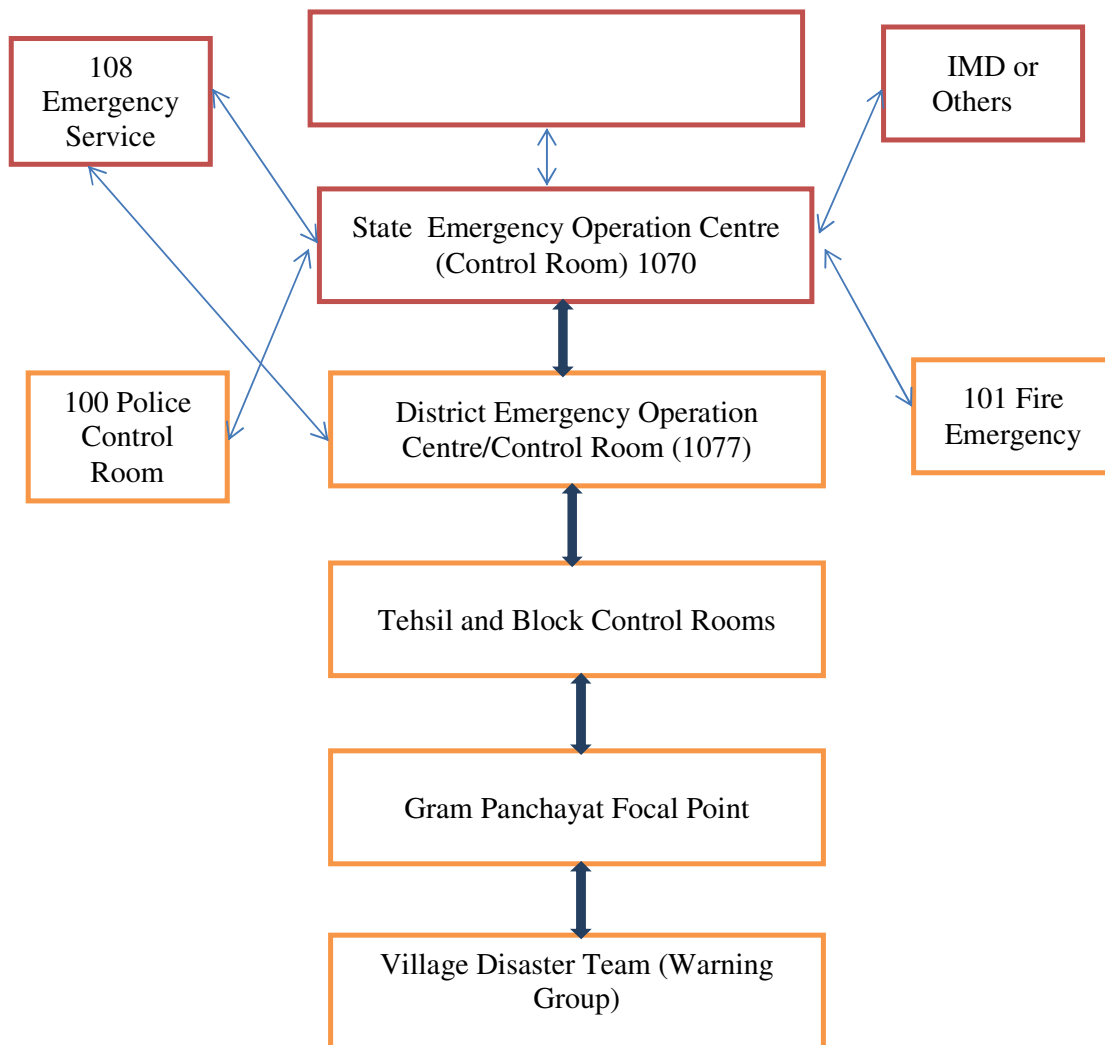 108
Emergency
Service
IMD or
Others
State Emergency Operation Centre
(Control Room) 1070
100 Police
Control
Room
District Emergency Operation
Centre/Control Room (1077)
101 Fire
Emergency
Tehsil and Block Control Rooms
Gram Panchayat Focal Point
Village Disaster Team (Warning
Group)